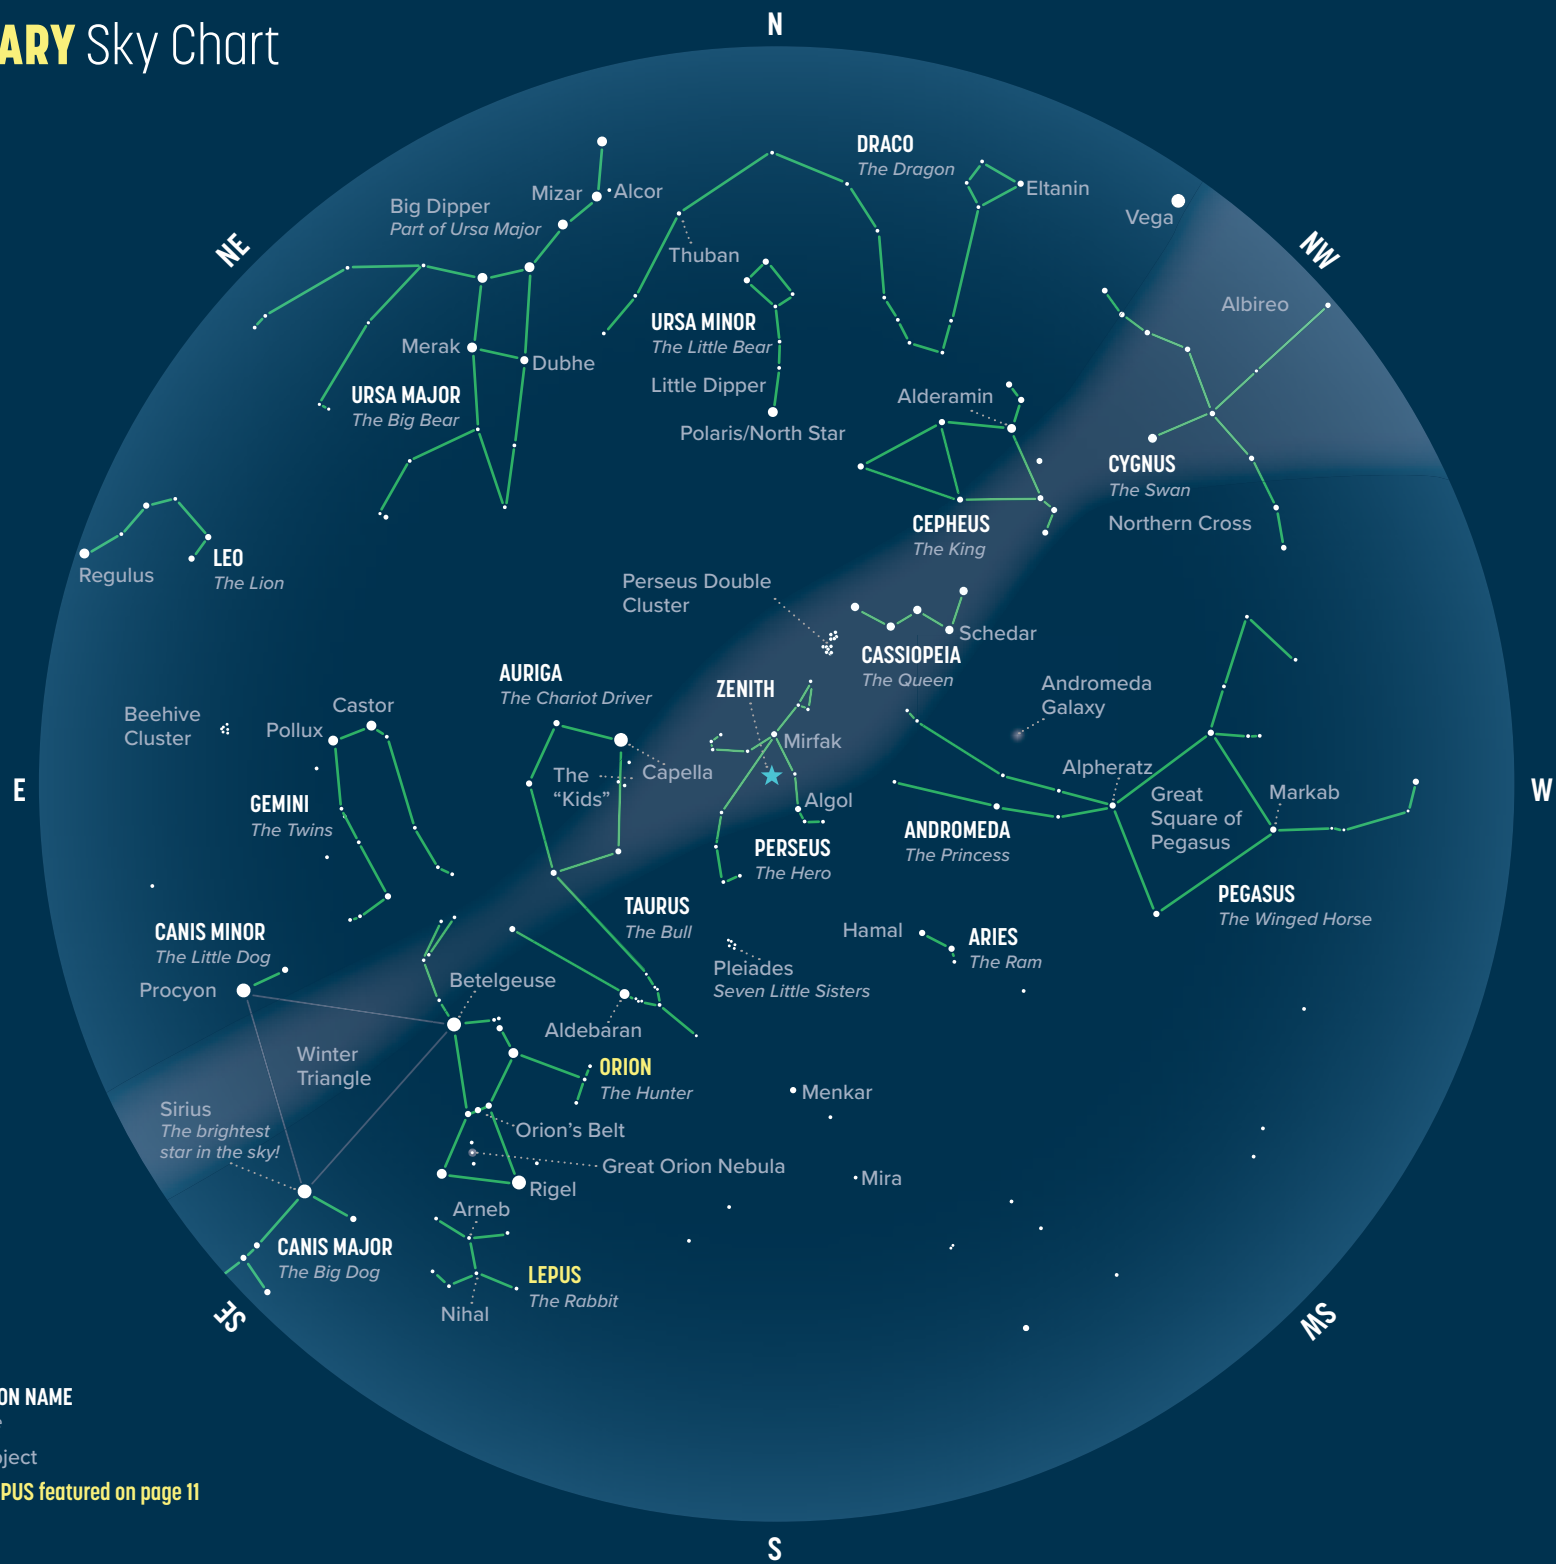 ARY Sky Chart
N
NE
NW
E
W
SE
SW
S
DRACO
The Dragon
Eltanin
Vega
Mizar
Alcor
Big Dipper
Part of Ursa Major
Thuban
Albireo
URSA MINOR
The Little Bear
Little Dipper
Polaris/North Star
Merak
Dubhe
URSA MAJOR
The Big Bear
Alderamin
CEPHEUS
The King
CYGNUS
The Swan
Northern Cross
LEO
The Lion
Regulus
Perseus Double
Cluster
Schedar
CASSIOPEIA
The Queen
AURIGA
The Chariot Driver
ZENITH
Andromeda
Galaxy
Beehive
Cluster
Castor
Pollux
Mirfak
The
“Kids”
Capella
Alpheratz
Great
Square of
Pegasus
Markab
GEMINI
The Twins
Algol
PERSEUS
The Hero
ANDROMEDA
The Princess
PEGASUS
The Winged Horse
TAURUS
The Bull
Hamal
ARIES
The Ram
CANIS MINOR
The Little Dog
Procyon
Pleiades
Seven Little Sisters
Betelgeuse
Aldebaran
Winter
Triangle
ORION
The Hunter
Menkar
Sirius
The brightest
star in the sky!
Orion’s Belt
Great Orion Nebula
Mira
Rigel
Arneb
CANIS MAJOR
The Big Dog
LEPUS
The Rabbit
Nihal
ON NAME
e
ject
PUS featured on page 11